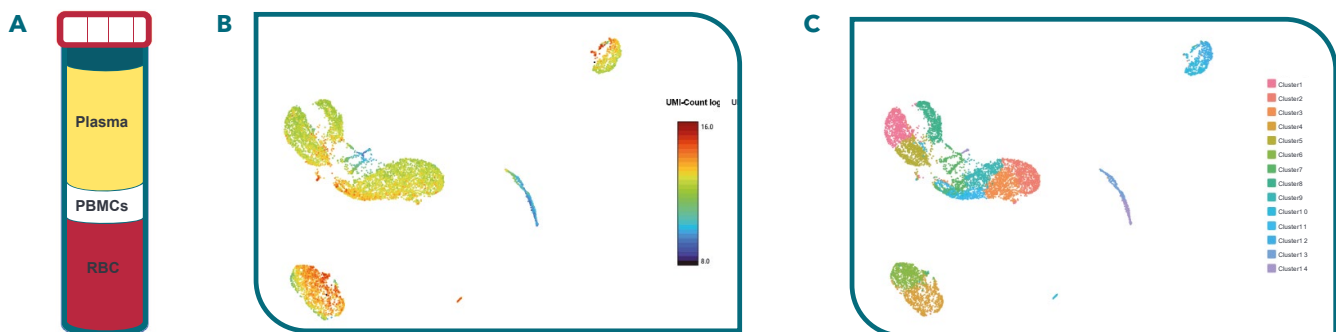 A
Plasma
PBMCs
RBC
B
UMI-Count log
U
16.0
8.0
C
Cluster1
Cluster2
Cluster3
Cluster4
Cluster5
Cluster6
Cluster7
Cluster8
Cluster9
Cluster1 0
Cluster1 1
Cluster1 2
Cluster1 3
Cluster1 4